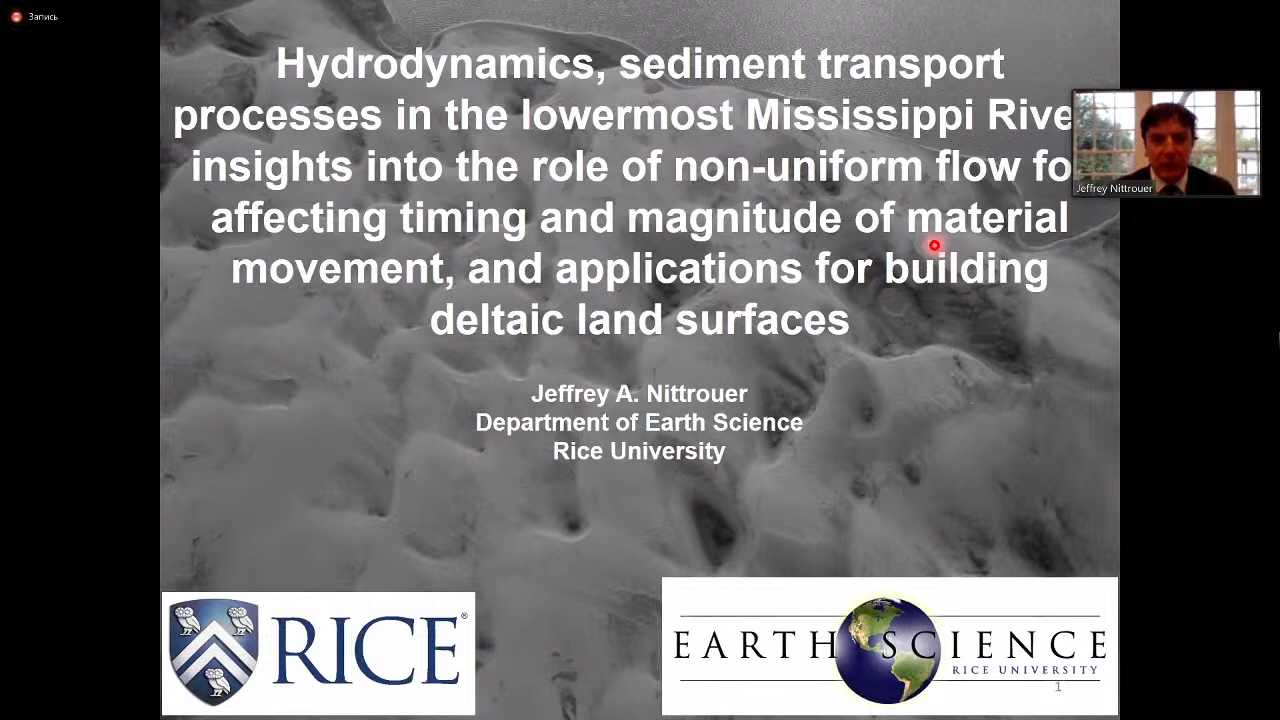 Запись
Hydrodynamics, sediment transport
processes in the lowermost Mississippi Rive
insights into the role of non-uniform flow fo
affecting timing and magnitude of material
movement, and applications for building
deltaic land surfaces
Jeffrey Nittrouer
Jeffrey A. Nittrouer
Department of Earth Science
Rice University
RICE®
EARTH SCIENCE
RICE UNIVERSITY
1